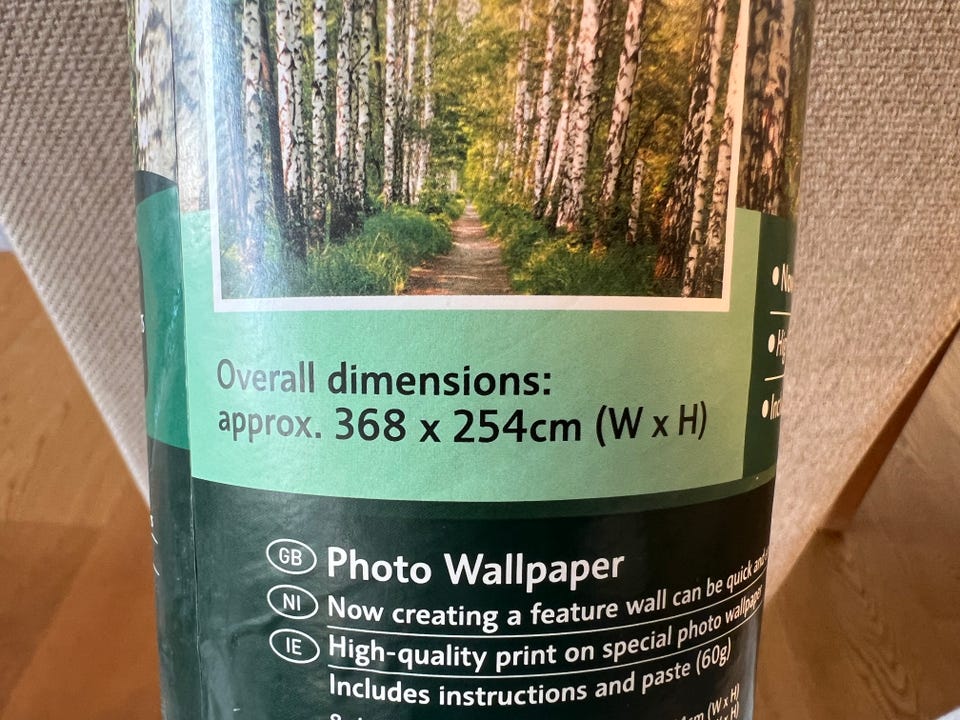 Overall dimensions:
approx. 368 x 254cm (W x H)
GB Photo Wallpaper
NI Now creating a feature wall can be quick and
IE High-quality print on special photo wallpaper
Includes instructions and paste (60g)
(W x H)